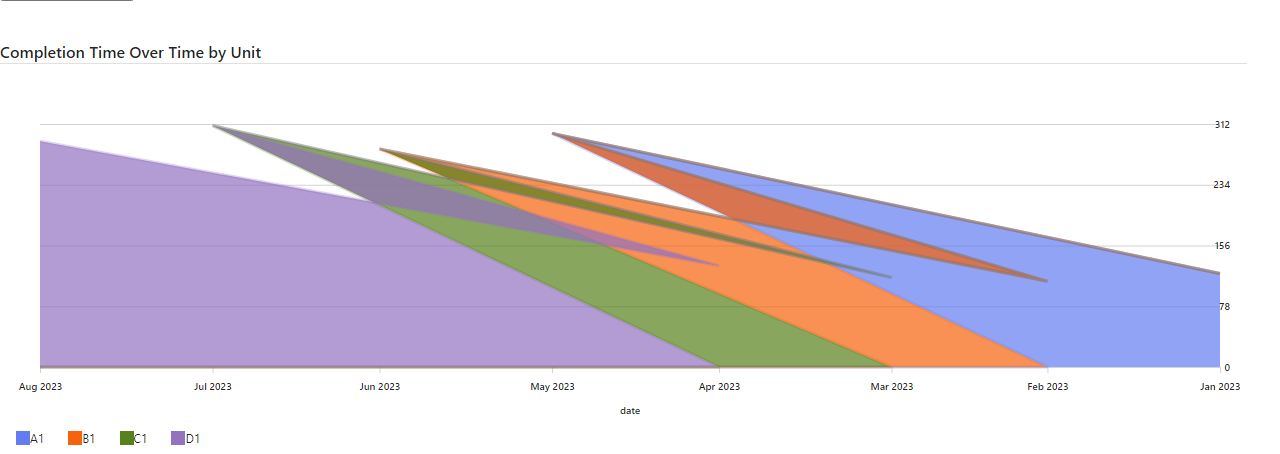 Completion Time Over Time by Unit
312
234
156
78
0
Aug 2023 Jul 2023 Jun 2023 May 2023 Apr 2023 Mar 2023 Feb 2023 Jan 2023
date
A1 B1 C1 D1